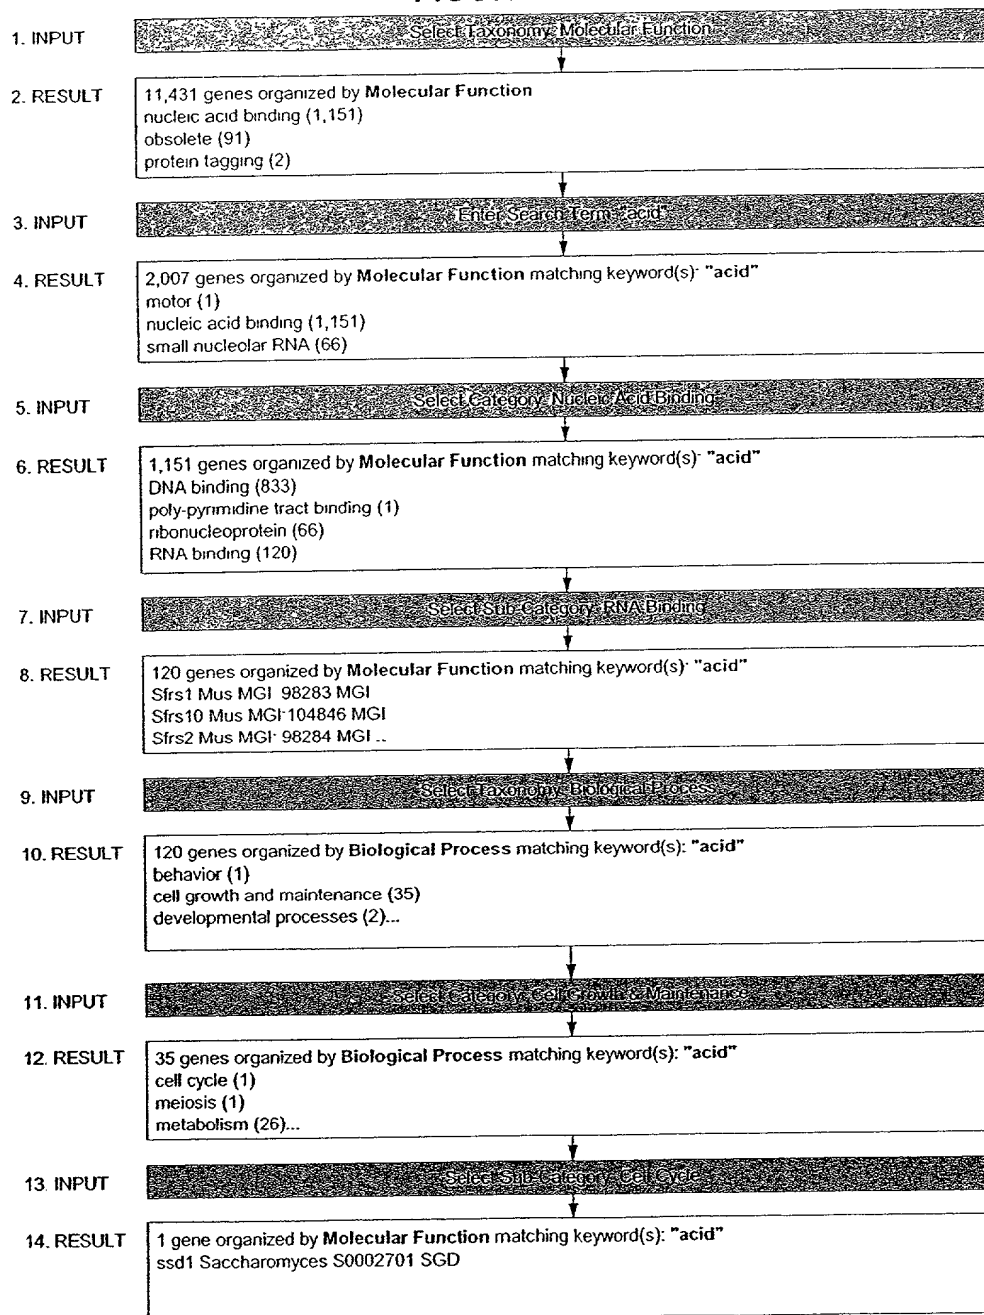 1. INPUT
Select Taxonomy: Molecular Function
2. RESULT
11,431 genes organized by Molecular Function
nucleic acid binding (1,151)
obsolete (91)
protein tagging (2)
3. INPUT
Enter Search Term: "acid"
4. RESULT
2,007 genes organized by Molecular Function matching keyword(s): "acid"
motor (1)
nucleic acid binding (1,151)
small nucleolar RNA (66)
5. INPUT
Select Category: Nucleic Acid Binding
6. RESULT
1,151 genes organized by Molecular Function matching keyword(s): "acid"
DNA binding (833)
poly-pyrimidine tract binding (1)
ribonucleoprotein (66)
RNA binding (120)
7. INPUT
Select Sub-Category: RNA Binding
8. RESULT
120 genes organized by Molecular Function matching keyword(s): "acid"
Sfrs1 Mus MGI: 98283 MGI
Sfrs10 Mus MGI:104846 MGI
Sfrs2 Mus MGI: 98284 MGI ..
9. INPUT
Select Taxonomy: Biological Process
10. RESULT
120 genes organized by Biological Process matching keyword(s): "acid"
behavior (1)
cell growth and maintenance (35)
developmental processes (2)...
11. INPUT
Select Category: Cell Growth & Maintenance
12. RESULT
35 genes organized by Biological Process matching keyword(s): "acid"
cell cycle (1)
meiosis (1)
metabolism (26)...
13. INPUT
Select Sub-Category: Cell Cycle
14. RESULT
1 gene organized by Molecular Function matching keyword(s): "acid"
ssd1 Saccharomyces S0002701 SGD